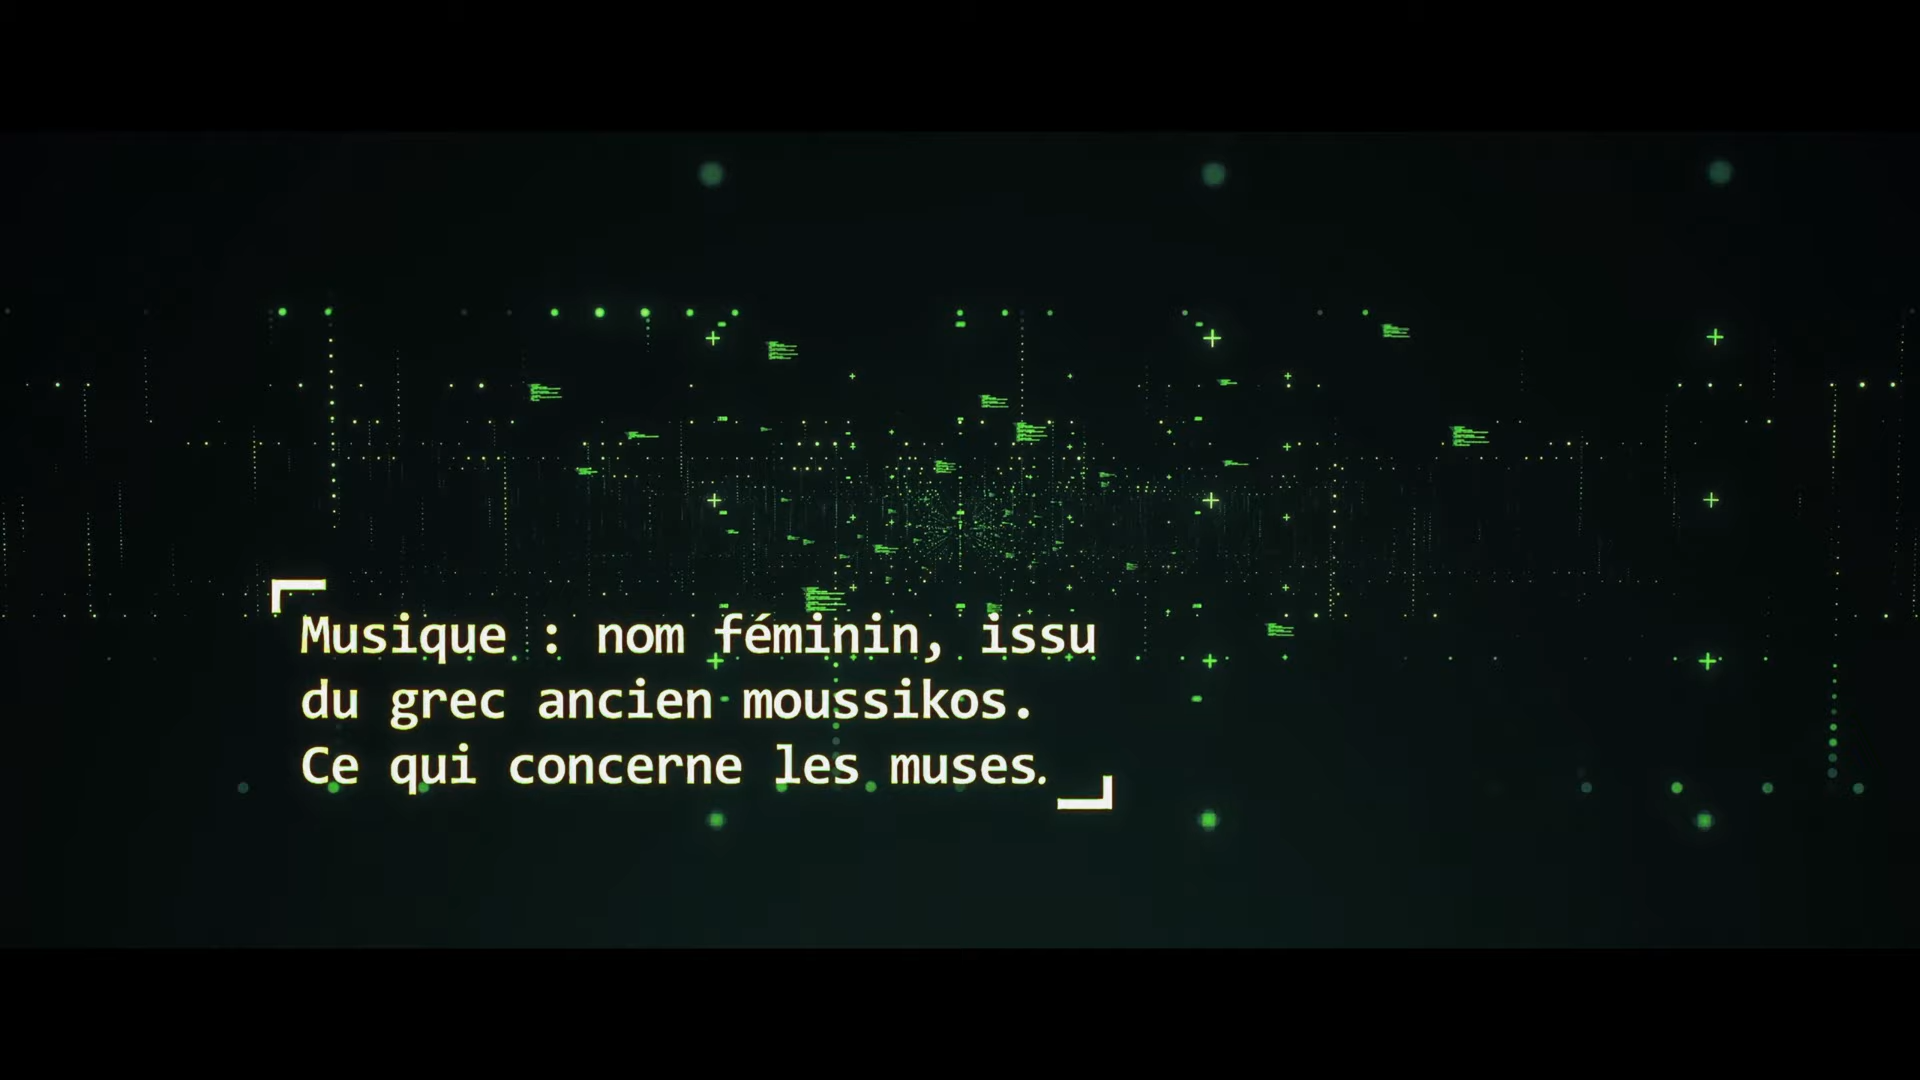 Musique : nom féminin, issu
du grec ancien moussikos.
Ce qui concerne les muses.